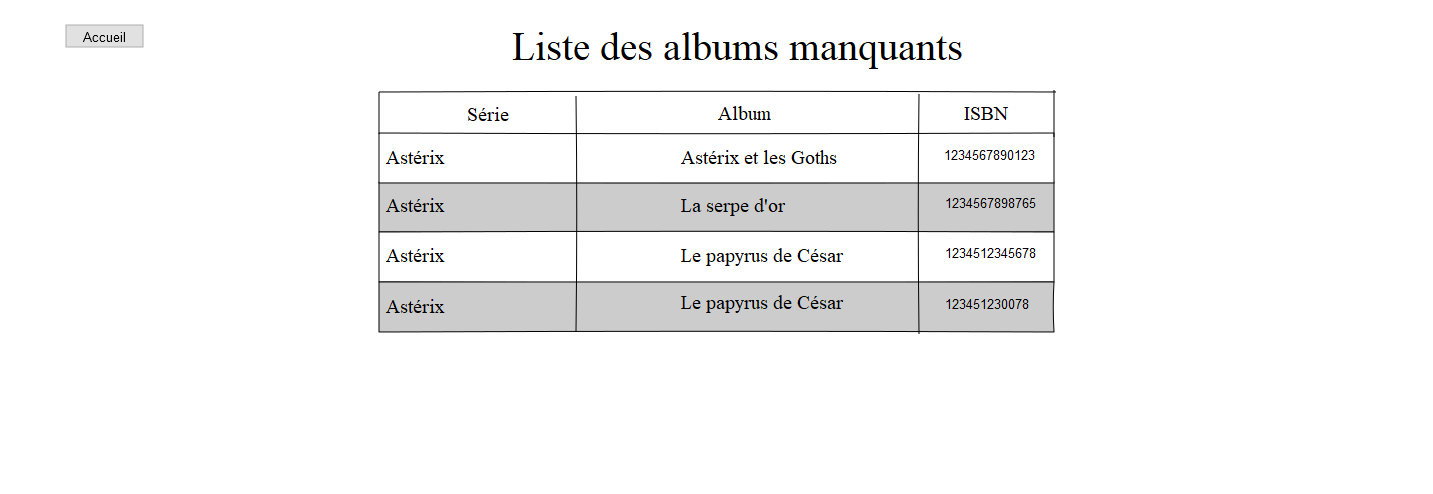 Accueil
Liste des albums manquants
Série Album ISBN
Astérix Astérix et les Goths 1234567890123
Astérix La serpe d'or 1234567898765
Astérix Le papyrus de César 1234512345678
Astérix Le papyrus de César 123451230078